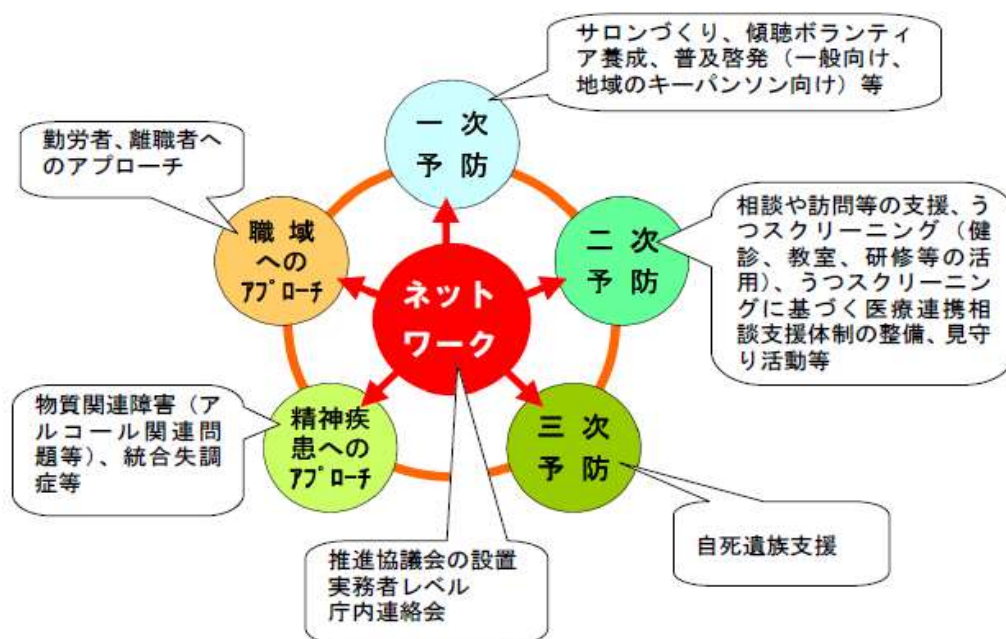 サロンづくり、傾聴ボランティ
ア養成、普及啓発（一般向け、
地域のキーパンソン向け）等
一 次
予 防
勤労者、離職者へ
のアプローチ
職 域
への
ｱﾌﾟﾛｰﾁ
ネット
ワーク
二 次
予 防
相談や訪問等の支援、う
つスクリーニング（健
診、教室、研修等の活
用）、うつスクリーニン
グに基づく医療連携相
談支援体制の整備、見守
り活動等
物質関連障害（ア
ルコール関連問
題等）、統合失調
症等
精神疾
患への
ｱﾌﾟﾛｰﾁ
三 次
予 防
自死遺族支援
推進協議会の設置
実務者レベル
庁内連絡会